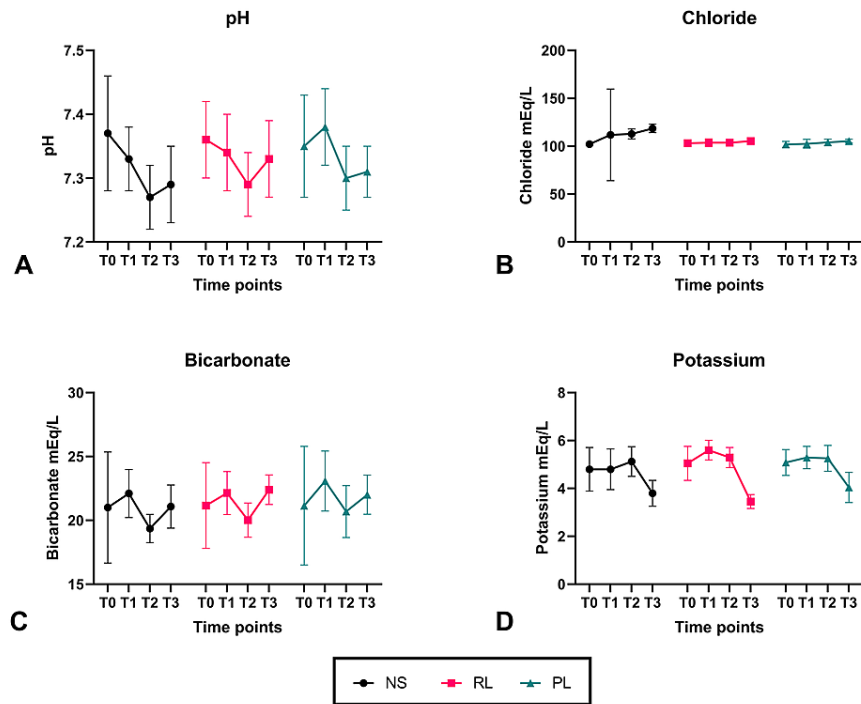 pH
7.5
7.4
7.3
7.2
pH
T0 T1 T2 T3 T0 T1 T2 T3 T0 T1 T2 T3
Time points
A
Chloride
200
150
100
50
0
Chloride mEq/L
T0 T1 T2 T3 T0 T1 T2 T3 T0 T1 T2 T3
Time points
B
Bicarbonate
30
25
20
15
Bicarbonate mEq/L
T0 T1 T2 T3 T0 T1 T2 T3 T0 T1 T2 T3
Time points
C
Potassium
8
6
4
2
0
Potassium mEq/L
T0 T1 T2 T3 T0 T1 T2 T3 T0 T1 T2 T3
Time points
D
NS RL PL